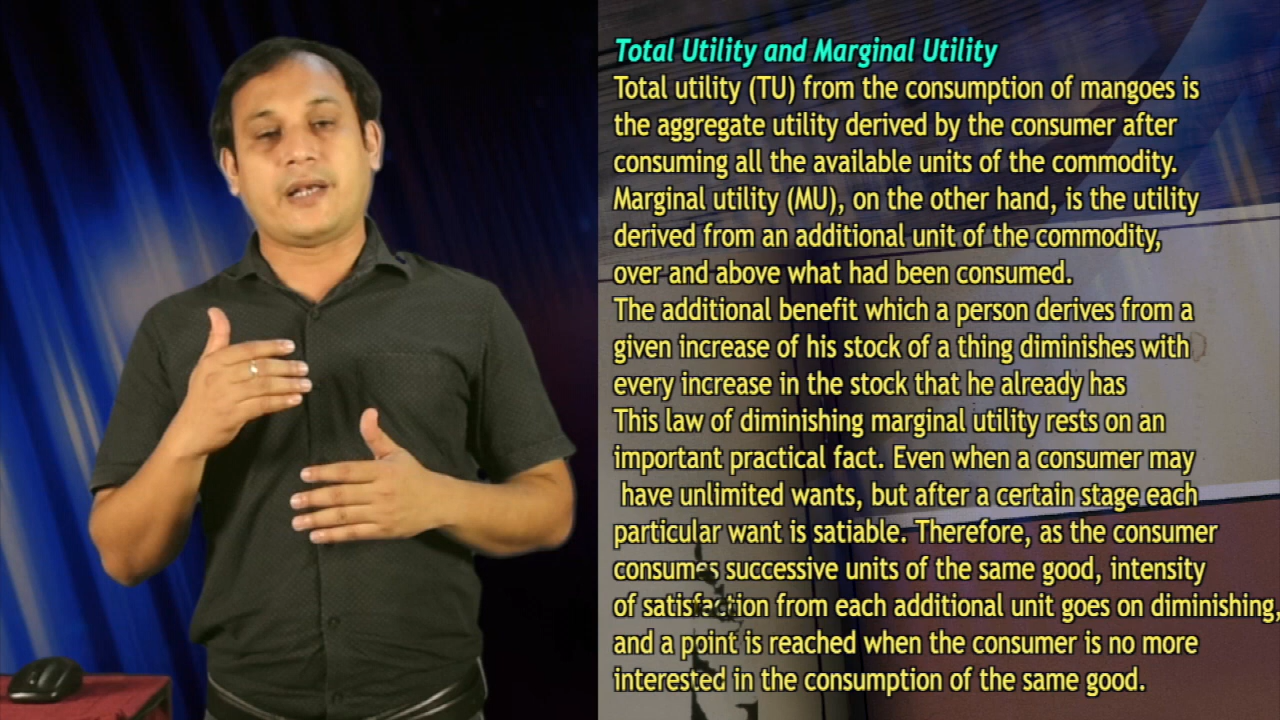 Total Utility and Marginal Utility
Total utility (TU) from the consumption of mangoes is
the aggregate utility derived by the consumer after
consuming all the available units of the commodity.
Marginal utility (MU), on the other hand, is the utility
derived from an additional unit of the commodity,
over and above what had been consumed.
The additional benefit which a person derives from a
given increase of his stock of a thing diminishes with
every increase in the stock that he already has
This law of diminishing marginal utility rests on an
important practical fact. Even when a consumer may
have unlimited wants, but after a certain stage each
particular want is satiable. Therefore, as the consumer
consumes successive units of the same good, intensity
of satisfaction from each additional unit goes on diminishing,
and a point is reached when the consumer is no more
interested in the consumption of the same good.